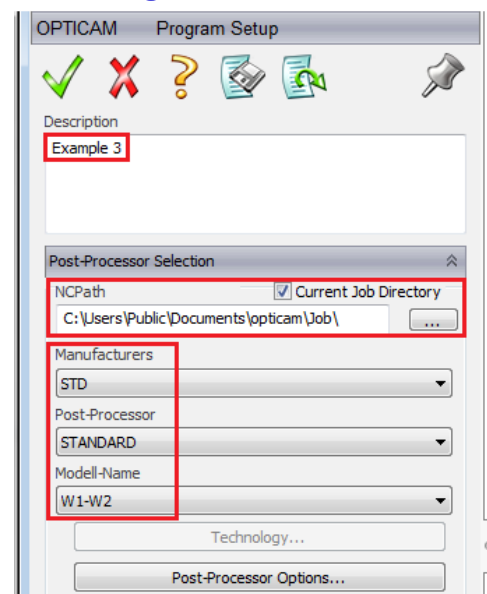 OPTICAM Program Setup
Description
Example 3
Post-Processor Selection
NCPath Current Job Directory
C:\Users\Public\Documents\opticam\Job\ ...
Manufacturers
STD
Post-Processor
STANDARD
Modell-Name
W1-W2
Technology...
Post-Processor Options...